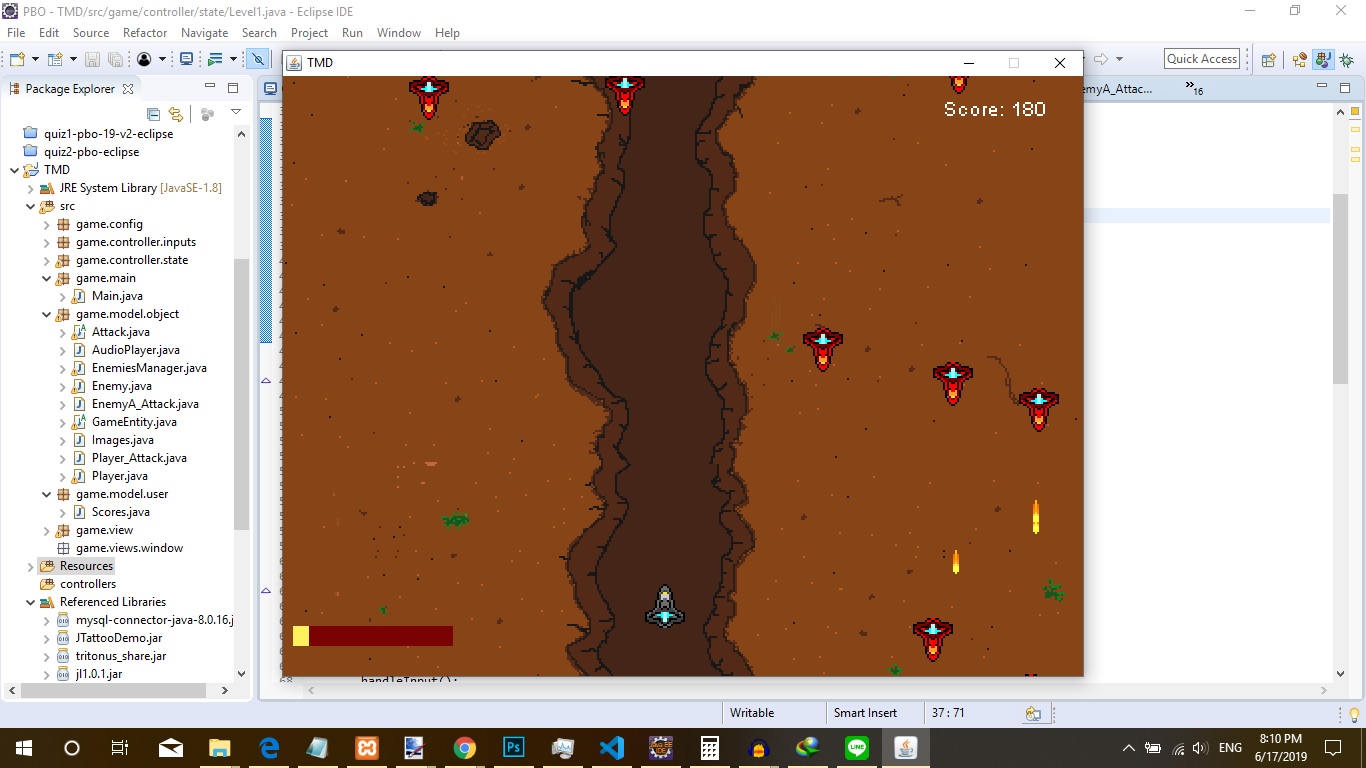 PBO - TMD/src/game/controller/state/Level1.java - Eclipse IDE
File Edit Source Refactor Navigate Search Project Run Window Help
Quick Access
TMD
Package Explorer
emyA_Attac...
»16
Score: 180
quiz1-pbo-19-v2-eclipse
quiz2-pbo-eclipse
TMD
JRE System Library [JavaSE-1.8]
src
game.config
game.controller.inputs
game.controller.state
game.main
Main.java
game.model.object
Attack.java
AudioPlayer.java
EnemiesManager.java
Enemy.java
EnemyA_Attack.java
GameEntity.java
Images.java
Player_Attack.java
Player.java
game.model.user
Scores.java
game.view
game.views.window
Resources
controllers
Referenced Libraries
mysql-connector-java-8.0.16.j
JTattooDemo.jar
tritonus_share.jar
jl1.0.1.jar
68 handleInput();
Writable Smart Insert 37 : 71
Ps LINE ENG 8:10 PM
6/17/2019